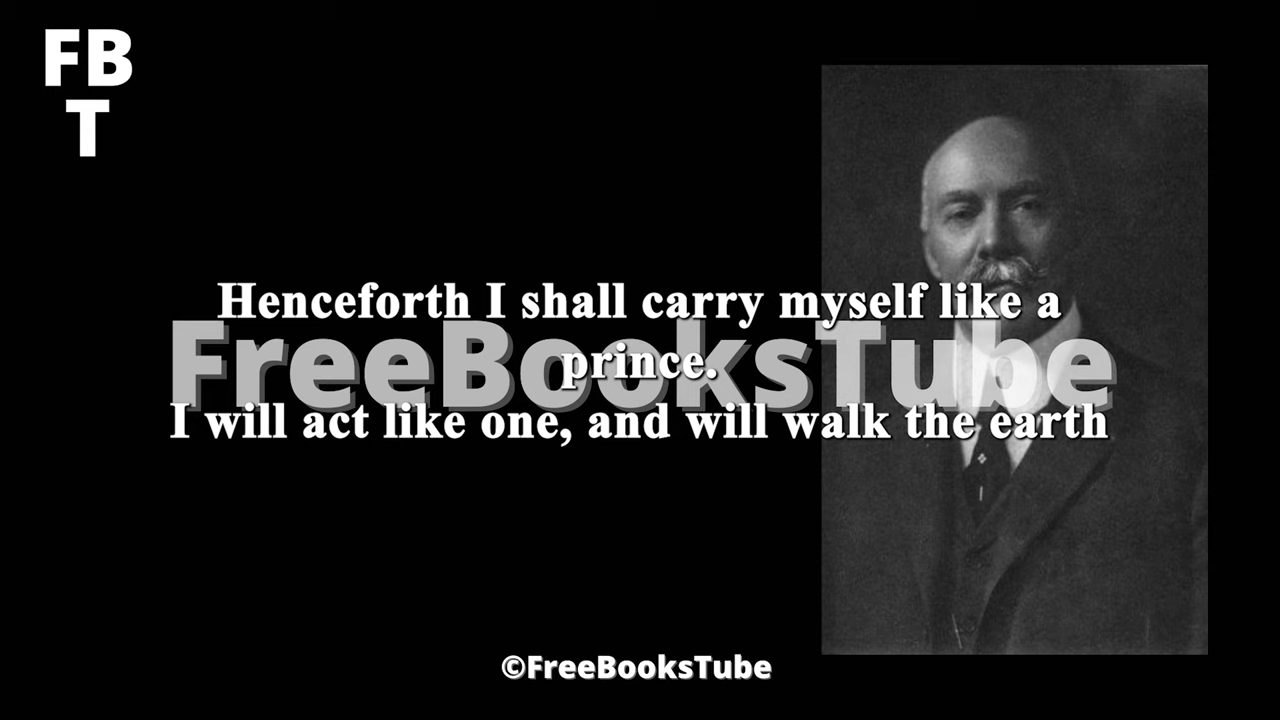 FB
T
Henceforth I shall carry myself like a
prince.
FreeBooksTube
I will act like one, and will walk the earth
©FreeBooksTube